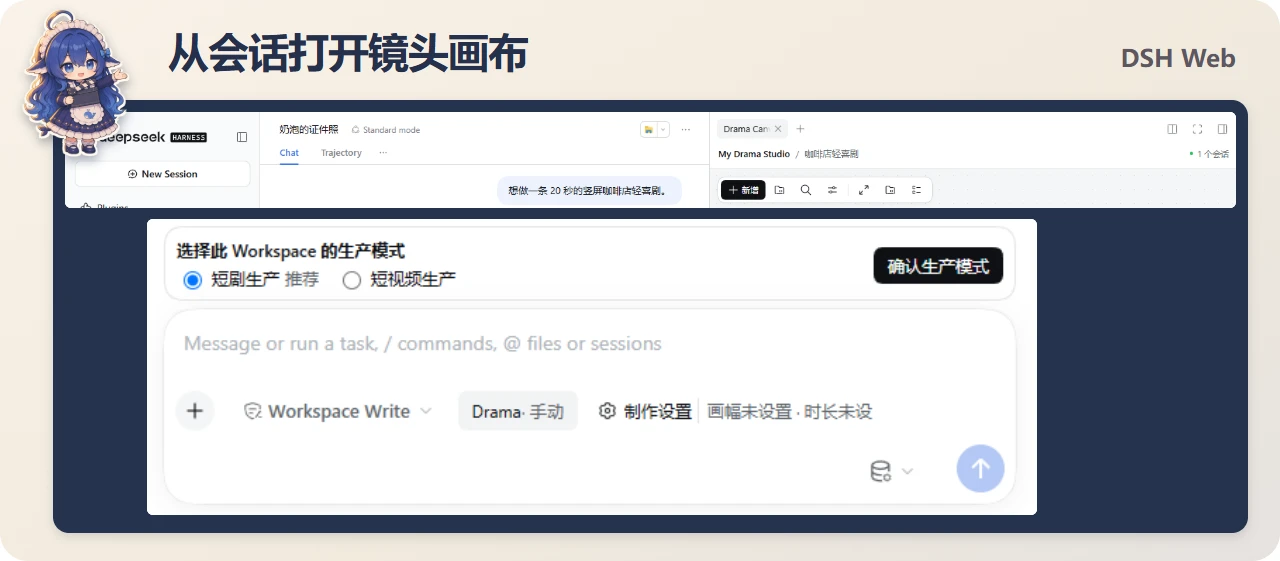 从会话打开镜头画布
DSH Web
deepseek HARNESS
New Session
Plugins
奶泡的证件照 Standard mode
Chat Trajectory
想做一条 20 秒的竖屏咖啡店轻喜剧。
Drama Can
My Drama Studio / 咖啡店轻喜剧
1 个会话
新增
选择此 Workspace 的生产模式
短剧生产 推荐 短视频生产
确认生产模式
Message or run a task, / commands, @ files or sessions
Workspace Write Drama· 手动 制作设置 画幅未设置 · 时长未设